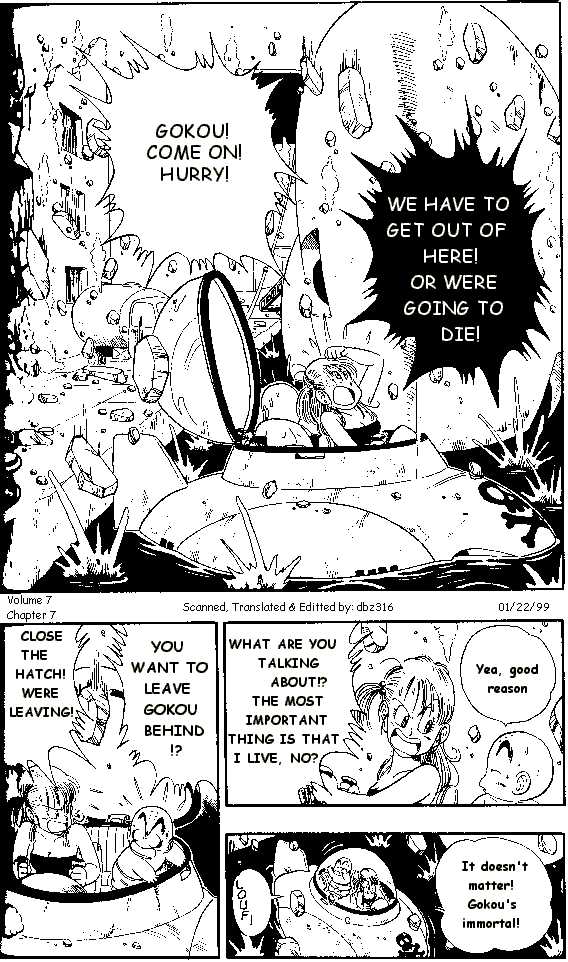 GOKOU!
COME ON!
HURRY!
WE HAVE TO
GET OUT OF
HERE!
OR WERE
GOING TO
DIE!
Volume 7
Chapter 7
Scanned, Translated & Editted by: dbz316
01/22/99
CLOSE
THE
HATCH!
WERE
LEAVING!
YOU
WANT TO
LEAVE
GOKOU
BEHIND
!?
WHAT ARE YOU
TALKING
ABOUT!?
THE MOST
IMPORTANT
THING IS THAT
I LIVE, NO?
Yea, good
reason
It doesn't
matter!
Gokou's
immortal!